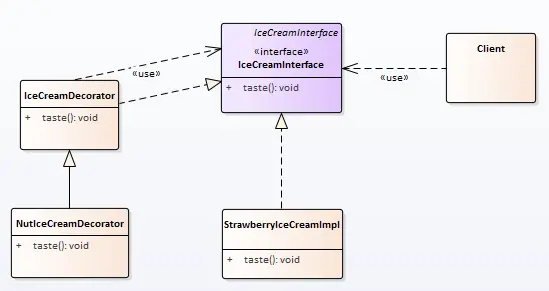 IceCreamInterface
«interface»
IceCreamInterface
+ taste(): void
Client
«use»
«use»
IceCreamDecorator
+ taste(): void
NutIceCreamDecorator
+ taste(): void
StrawberryIceCreamImpl
+ taste(): void